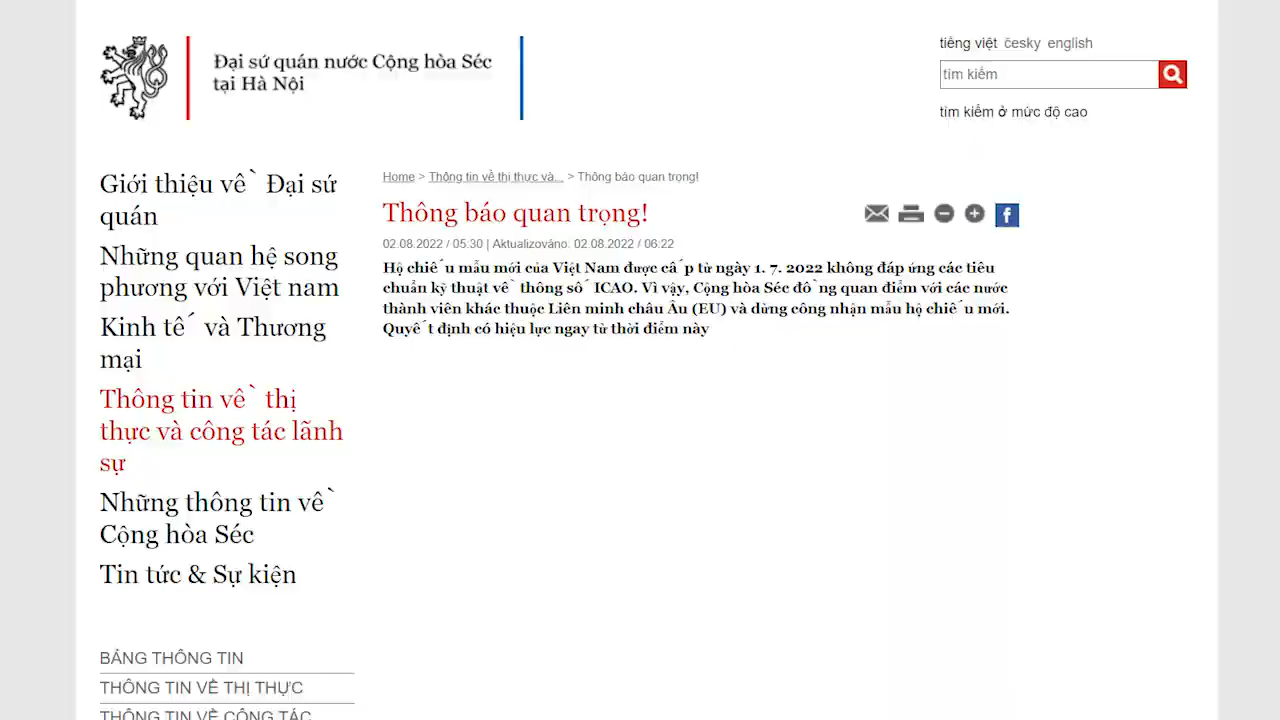 Đại sứ quán nước Cộng hòa Séc
tại Hà Nội
tiếng việt česky english
tìm kiếm
tìm kiếm ở mức độ cao
Giới thiệu về Đại sứ
quán
Những quan hệ song
phương với Việt nam
Kinh tế và Thương
mại
Thông tin về thị
thực và công tác lãnh
sự
Những thông tin về
Cộng hòa Séc
Tin tức & Sự kiện
BẢNG THÔNG TIN
THÔNG TIN VỀ THỊ THỰC
THÔNG TIN VỀ CÔNG TÁC
Home > Thông tin về thị thực và... > Thông báo quan trọng!
Thông báo quan trọng!
02.08.2022 / 05:30 | Aktualizováno: 02.08.2022 / 06:22
Hộ chiếu mẫu mới của Việt Nam được cấp từ ngày 1. 7. 2022 không đáp ứng các tiêu
chuẩn kỹ thuật về thông số ICAO. Vì vậy, Cộng hòa Séc đồng quan điểm với các nước
thành viên khác thuộc Liên minh châu Âu (EU) và dừng công nhận mẫu hộ chiếu mới.
Quyết định có hiệu lực ngay từ thời điểm này